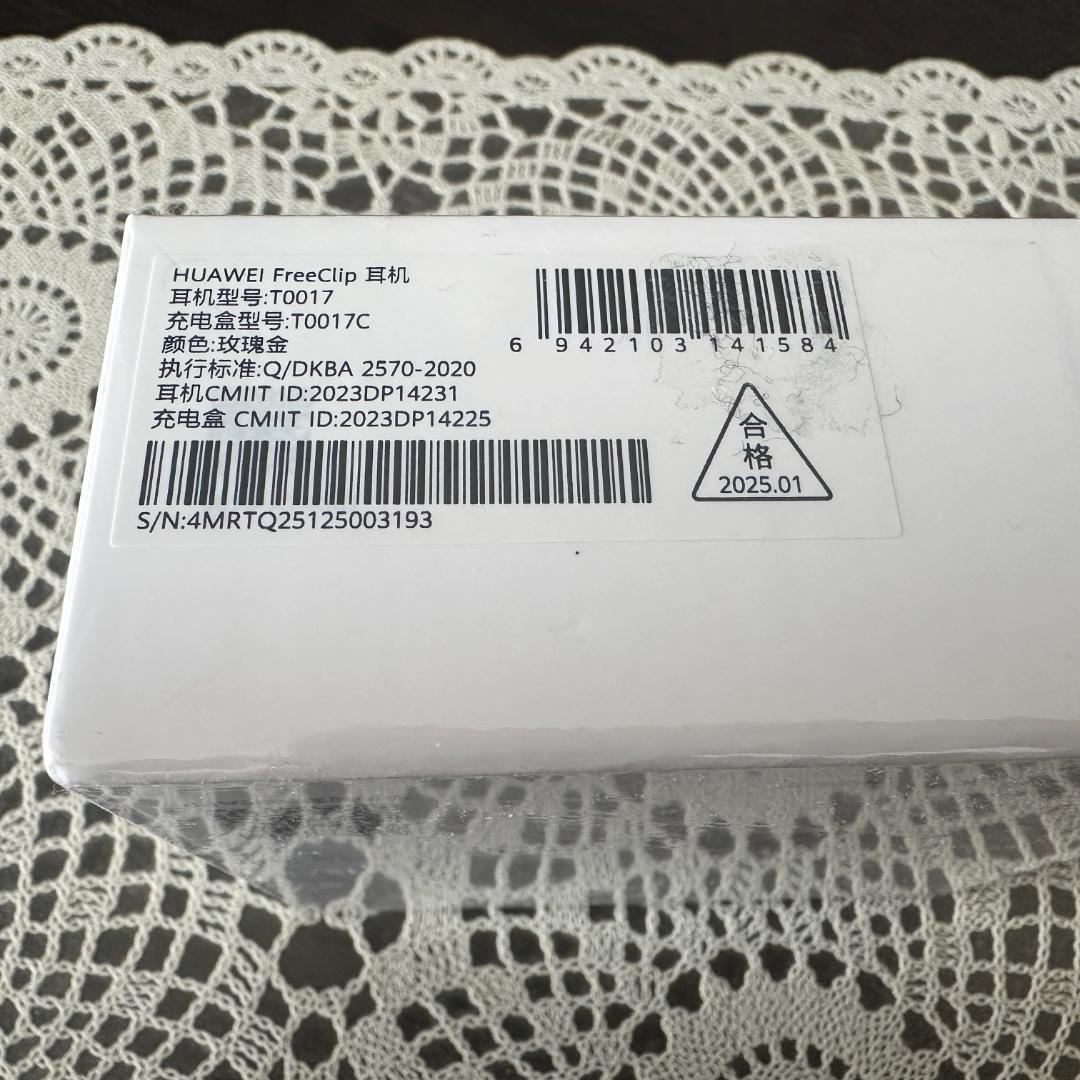 HUAWEI FreeClip 耳机
耳机型号:T0017
充电盒型号:T0017C
颜色:玫瑰金
执行标准:Q/DKBA 2570-2020
耳机CMIIT ID:2023DP14231
充电盒 CMIIT ID:2023DP14225
S/N:4MRTQ25125003193
6 942103 141584
合
格
2025.01